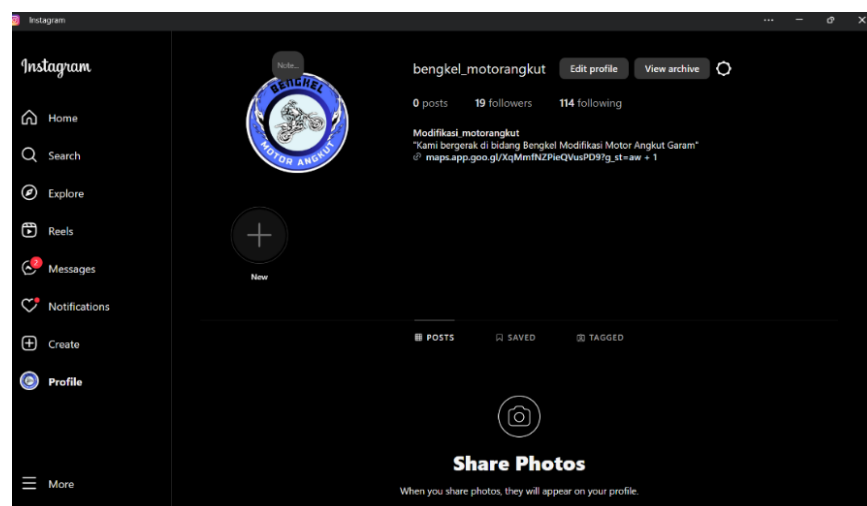 Instagram
Instagram
Home
Search
Explore
Reels
Messages
2
Notifications
Create
Profile
More
Note...
BENGKEL
MOTOR ANGKUT
bengkel_motorangkut
Edit profile
View archive
0 posts 19 followers 114 following
Modifikasi_motorangkut
"Kami bergerak di bidang Bengkel Modifikasi Motor Angkut Garam"
maps.app.goo.gl/XqMmfNZPieQVusPD9?g_st=aw + 1
New
POSTS SAVED TAGGED
Share Photos
When you share photos, they will appear on your profile.